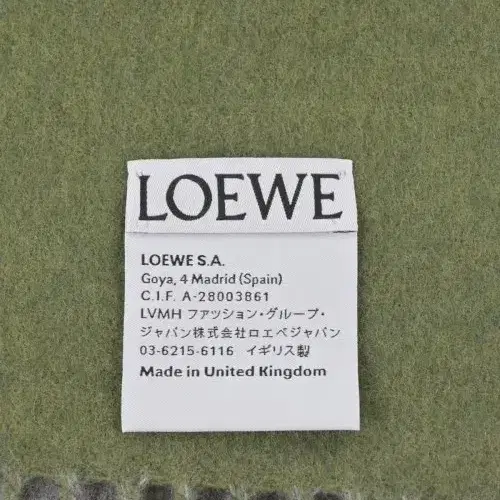 LOEWE
LOEWE S.A.
Goya, 4 Madrid (Spain)
C.I.F. A-28003861
LVMH ファッション・グループ・
ジャパン株式会社ロエベジャパン
03-6215-6116 イギリス製
Made in United Kingdom